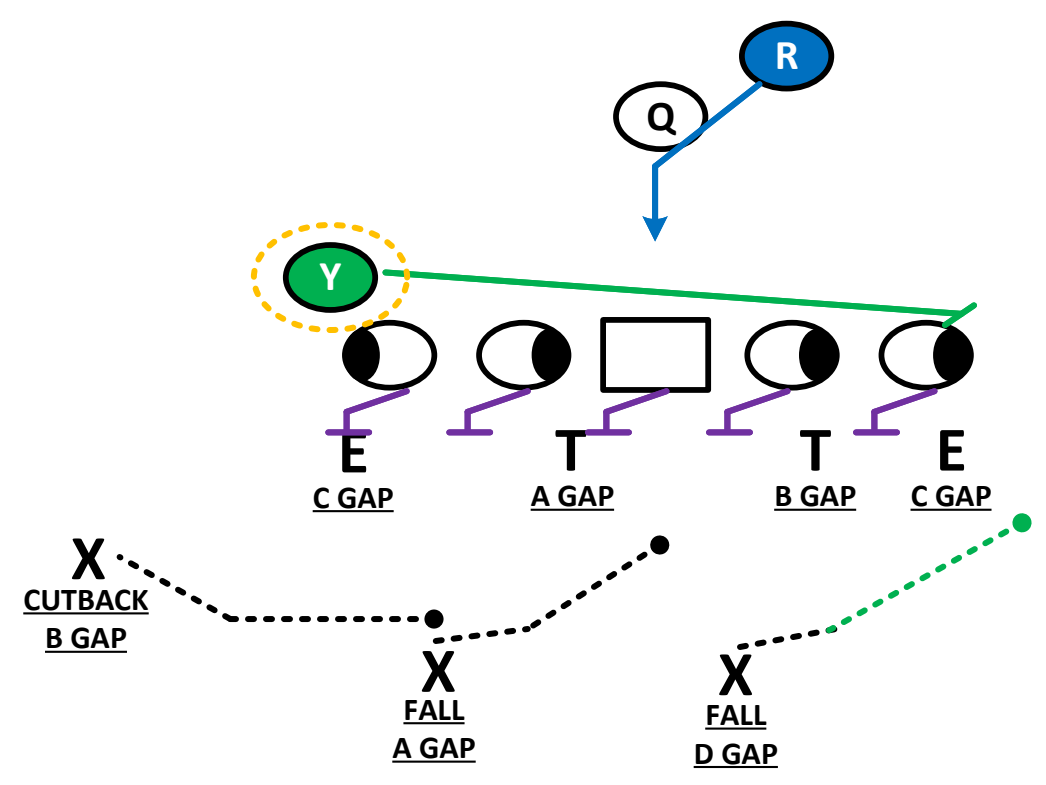 R
Q
Y
E T T E
C GAP A GAP B GAP C GAP
X
CUTBACK
B GAP
X
FALL
A GAP
X
FALL
D GAP